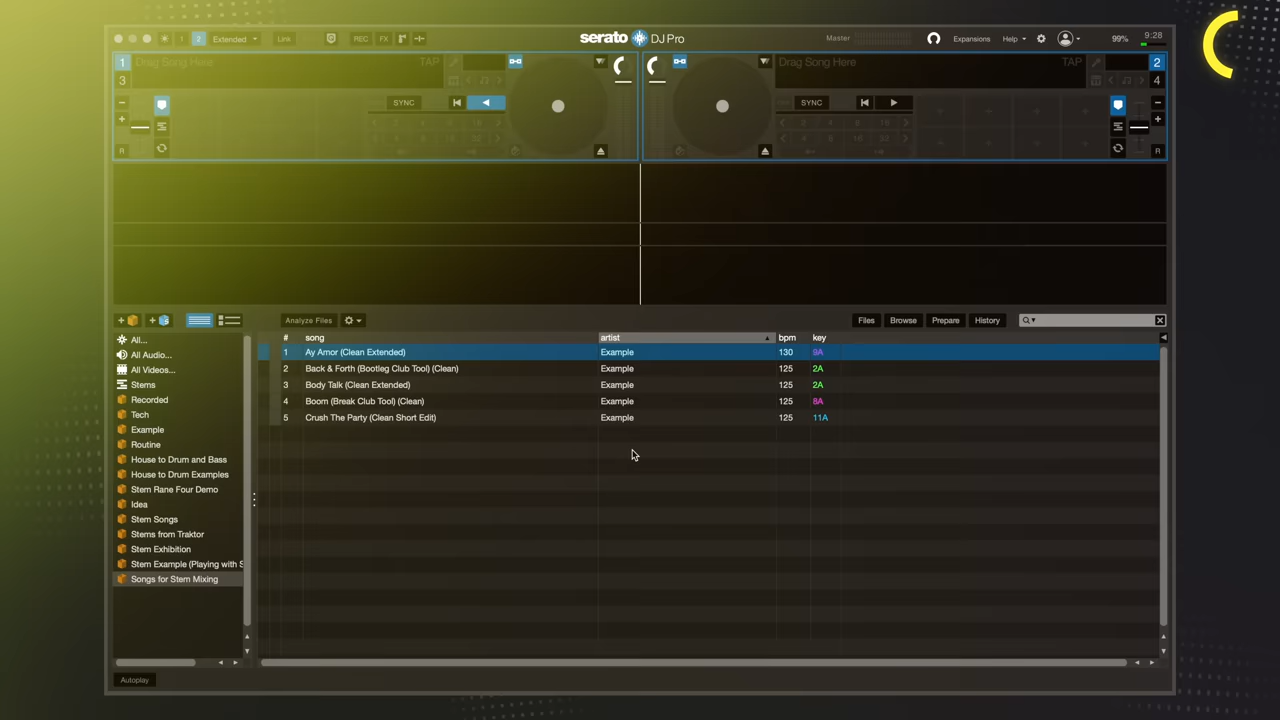 1 2 Extended Link REC FX serato DJ Pro Master Expansions Help 99% 9:28
1 Drag Song Here TAP Drag Song Here TAP 2
3 4
SYNC SYNC
R R
Analyze Files Files Browse Prepare History
# song artist bpm key
All...
All Audio...
All Videos...
Stems
Recorded
Tech
Example
Routine
House to Drum and Bass
House to Drum Examples
Stem Rane Four Demo
Idea
Stem Songs
Stems from Traktor
Stem Exhibition
Stem Example (Playing with S
Songs for Stem Mixing
1 Ay Amor (Clean Extended) Example 130 9A
2 Back & Forth (Bootleg Club Tool) (Clean) Example 125 2A
3 Body Talk (Clean Extended) Example 125 2A
4 Boom (Break Club Tool) (Clean) Example 125 8A
5 Crush The Party (Clean Short Edit) Example 125 11A
Autoplay